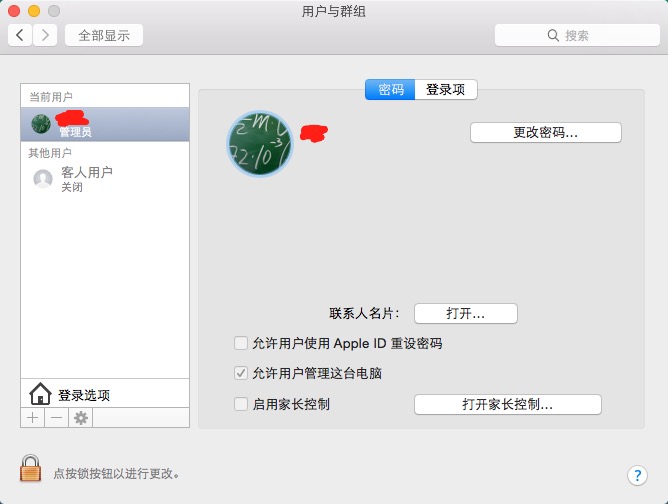 用户与群组
全部显示
搜索
当前用户
管理员
其他用户
客人用户
关闭
登录选项
密码
登录项
更改密码...
联系人名片：
打开...
允许用户使用 Apple ID 重设密码
允许用户管理这台电脑
启用家长控制
打开家长控制...
点按锁按钮以进行更改。
?